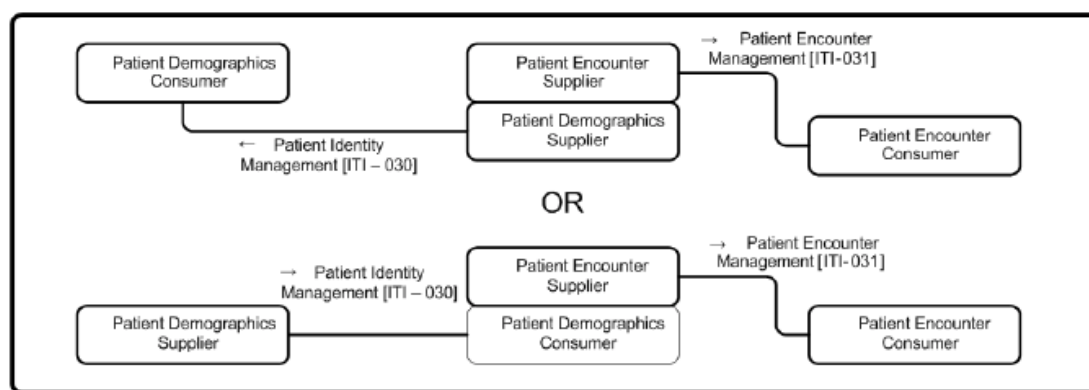 Patient Demographics
Consumer
Patient Encounter
Supplier
→ Patient Encounter
Management [ITI-031]
Patient Demographics
Supplier
← Patient Identity
Management [ITI – 030]
Patient Encounter
Consumer
OR
→ Patient Identity
Management [ITI – 030]
Patient Encounter
Supplier
→ Patient Encounter
Management [ITI-031]
Patient Demographics
Supplier
Patient Demographics
Consumer
Patient Encounter
Consumer